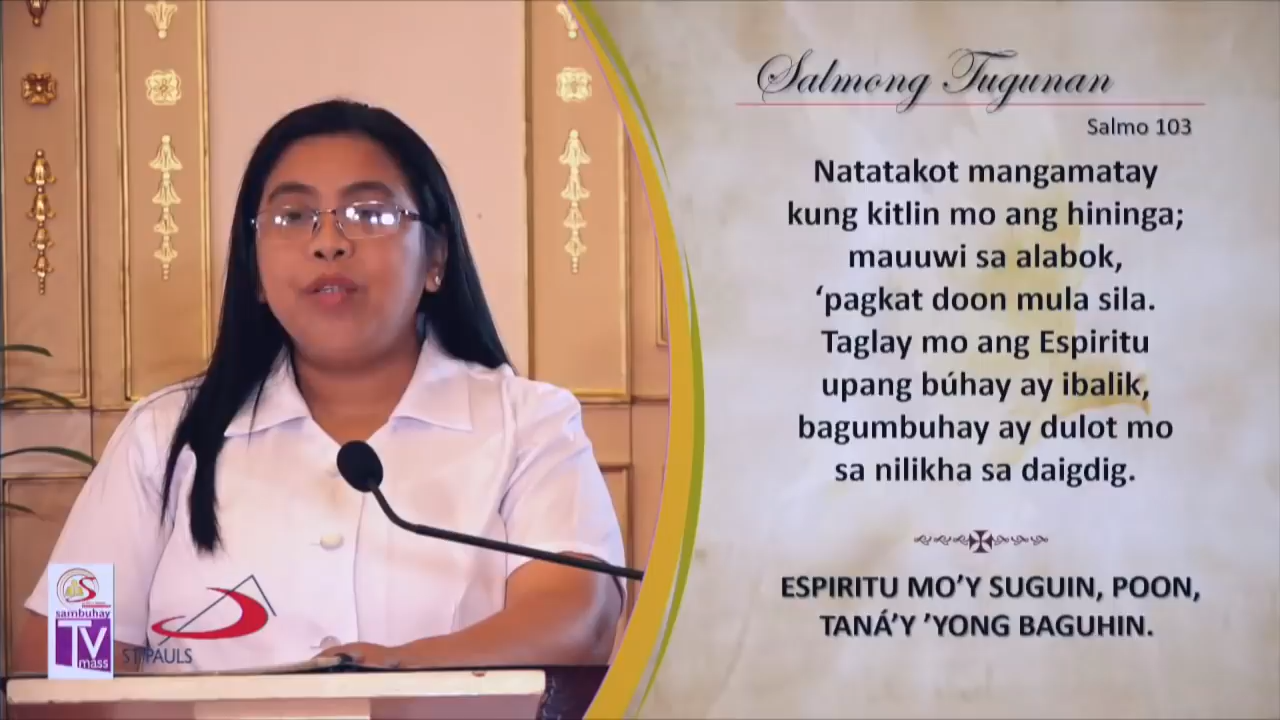 Salmong Tugunan
Salmo 103
Natatakot mangamatay
kung kitlin mo ang hininga;
mauuwi sa alabok,
‘pagkat doon mula sila.
Taglay mo ang Espiritu
upang búhay ay ibalik,
bagumbuhay ay dulot mo
sa nilikha sa daigdig.
ESPIRITU MO’Y SUGUIN, POON,
TANÁ’Y ’YONG BAGUHIN.
sambuhay
TV
mass
ST PAULS